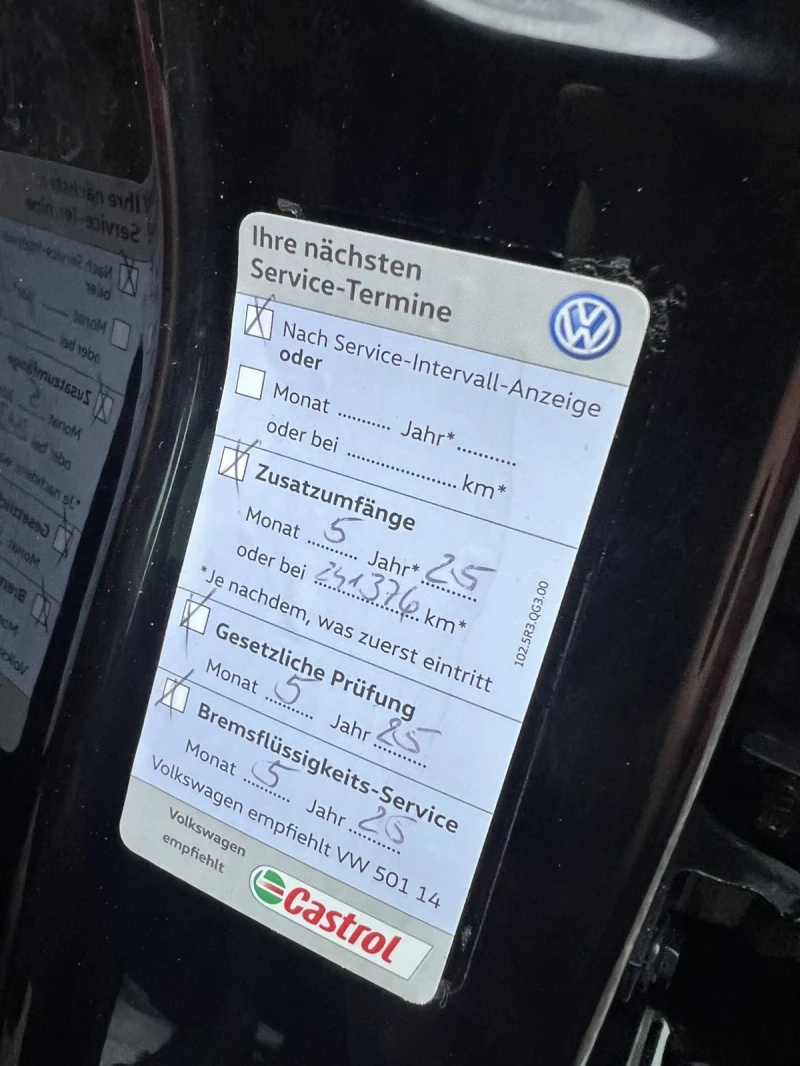 Ihre nächsten
Service-Termine
Nach Service-Intervall-Anzeige
oder
Monat .......... Jahr*...........
oder bei .................... km*
Zusatzumfänge
Monat 5 Jahr* 25
oder bei 241376 km*
*Je nachdem, was zuerst eintritt
102.5R3.QG3.00
Gesetzliche Prüfung
Monat 5 Jahr 25
Bremsflüssigkeits-Service
Monat 5 Jahr 25
Volkswagen empfiehlt VW 501 14
Volkswagen
empfiehlt
Castrol